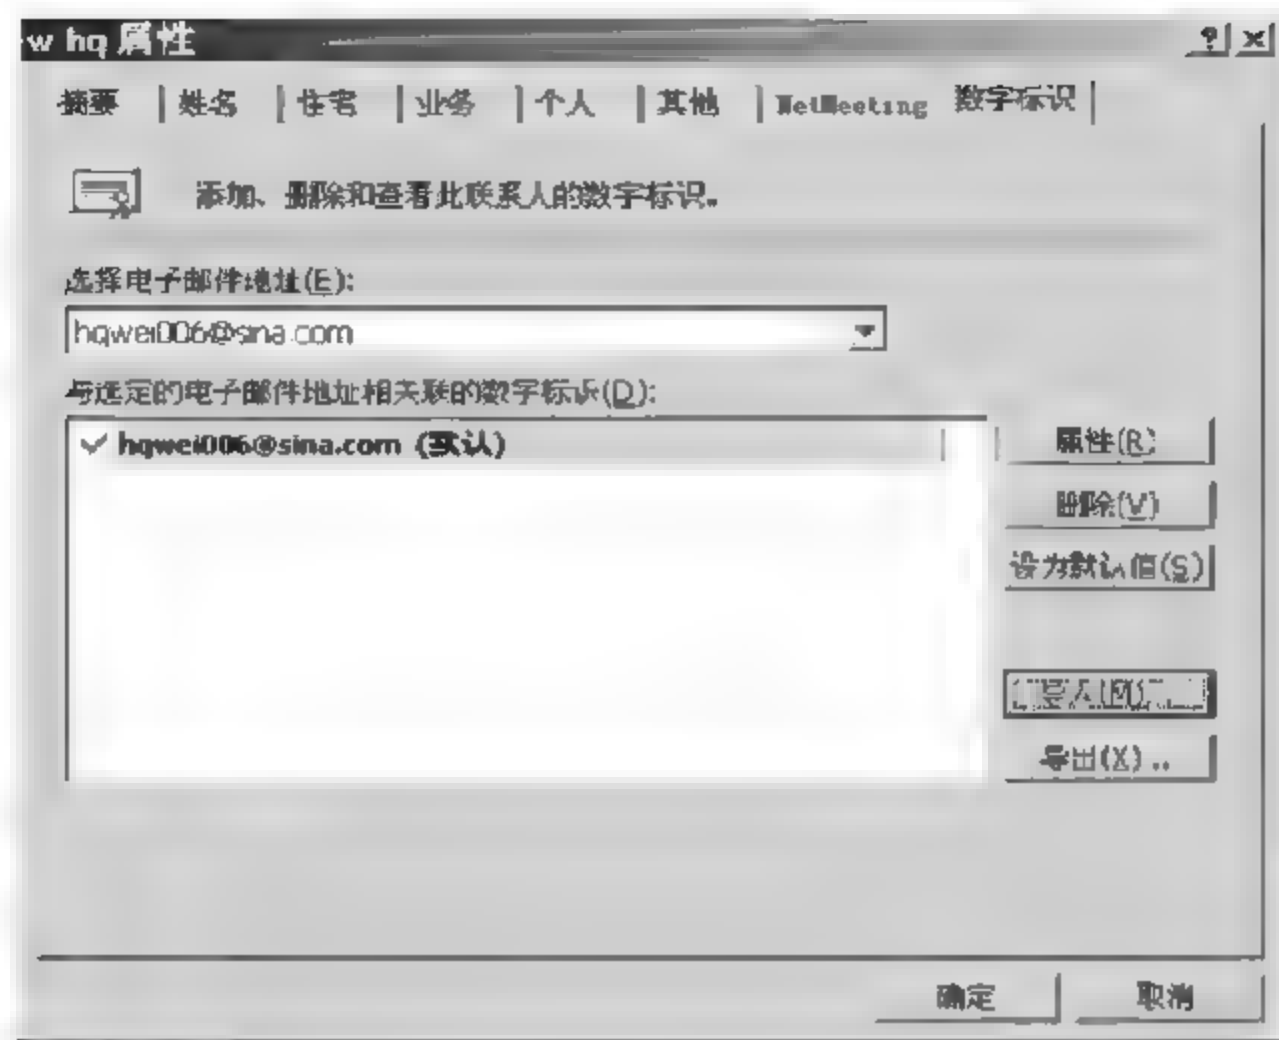 w hq 属性
摘要 姓名 住宅 业务 个人 其他 NetMeeting 数字标识
添加、删除和查看此联系人的数字标识。
选择电子邮件地址(E):
hqwei006@sina.com
与选定的电子邮件地址相关联的数字标识(D):
hqwei006@sina.com (默认)
属性(R)
删除(V)
设为默认值(S)
导入(M)...
导出(X)..
确定 取消